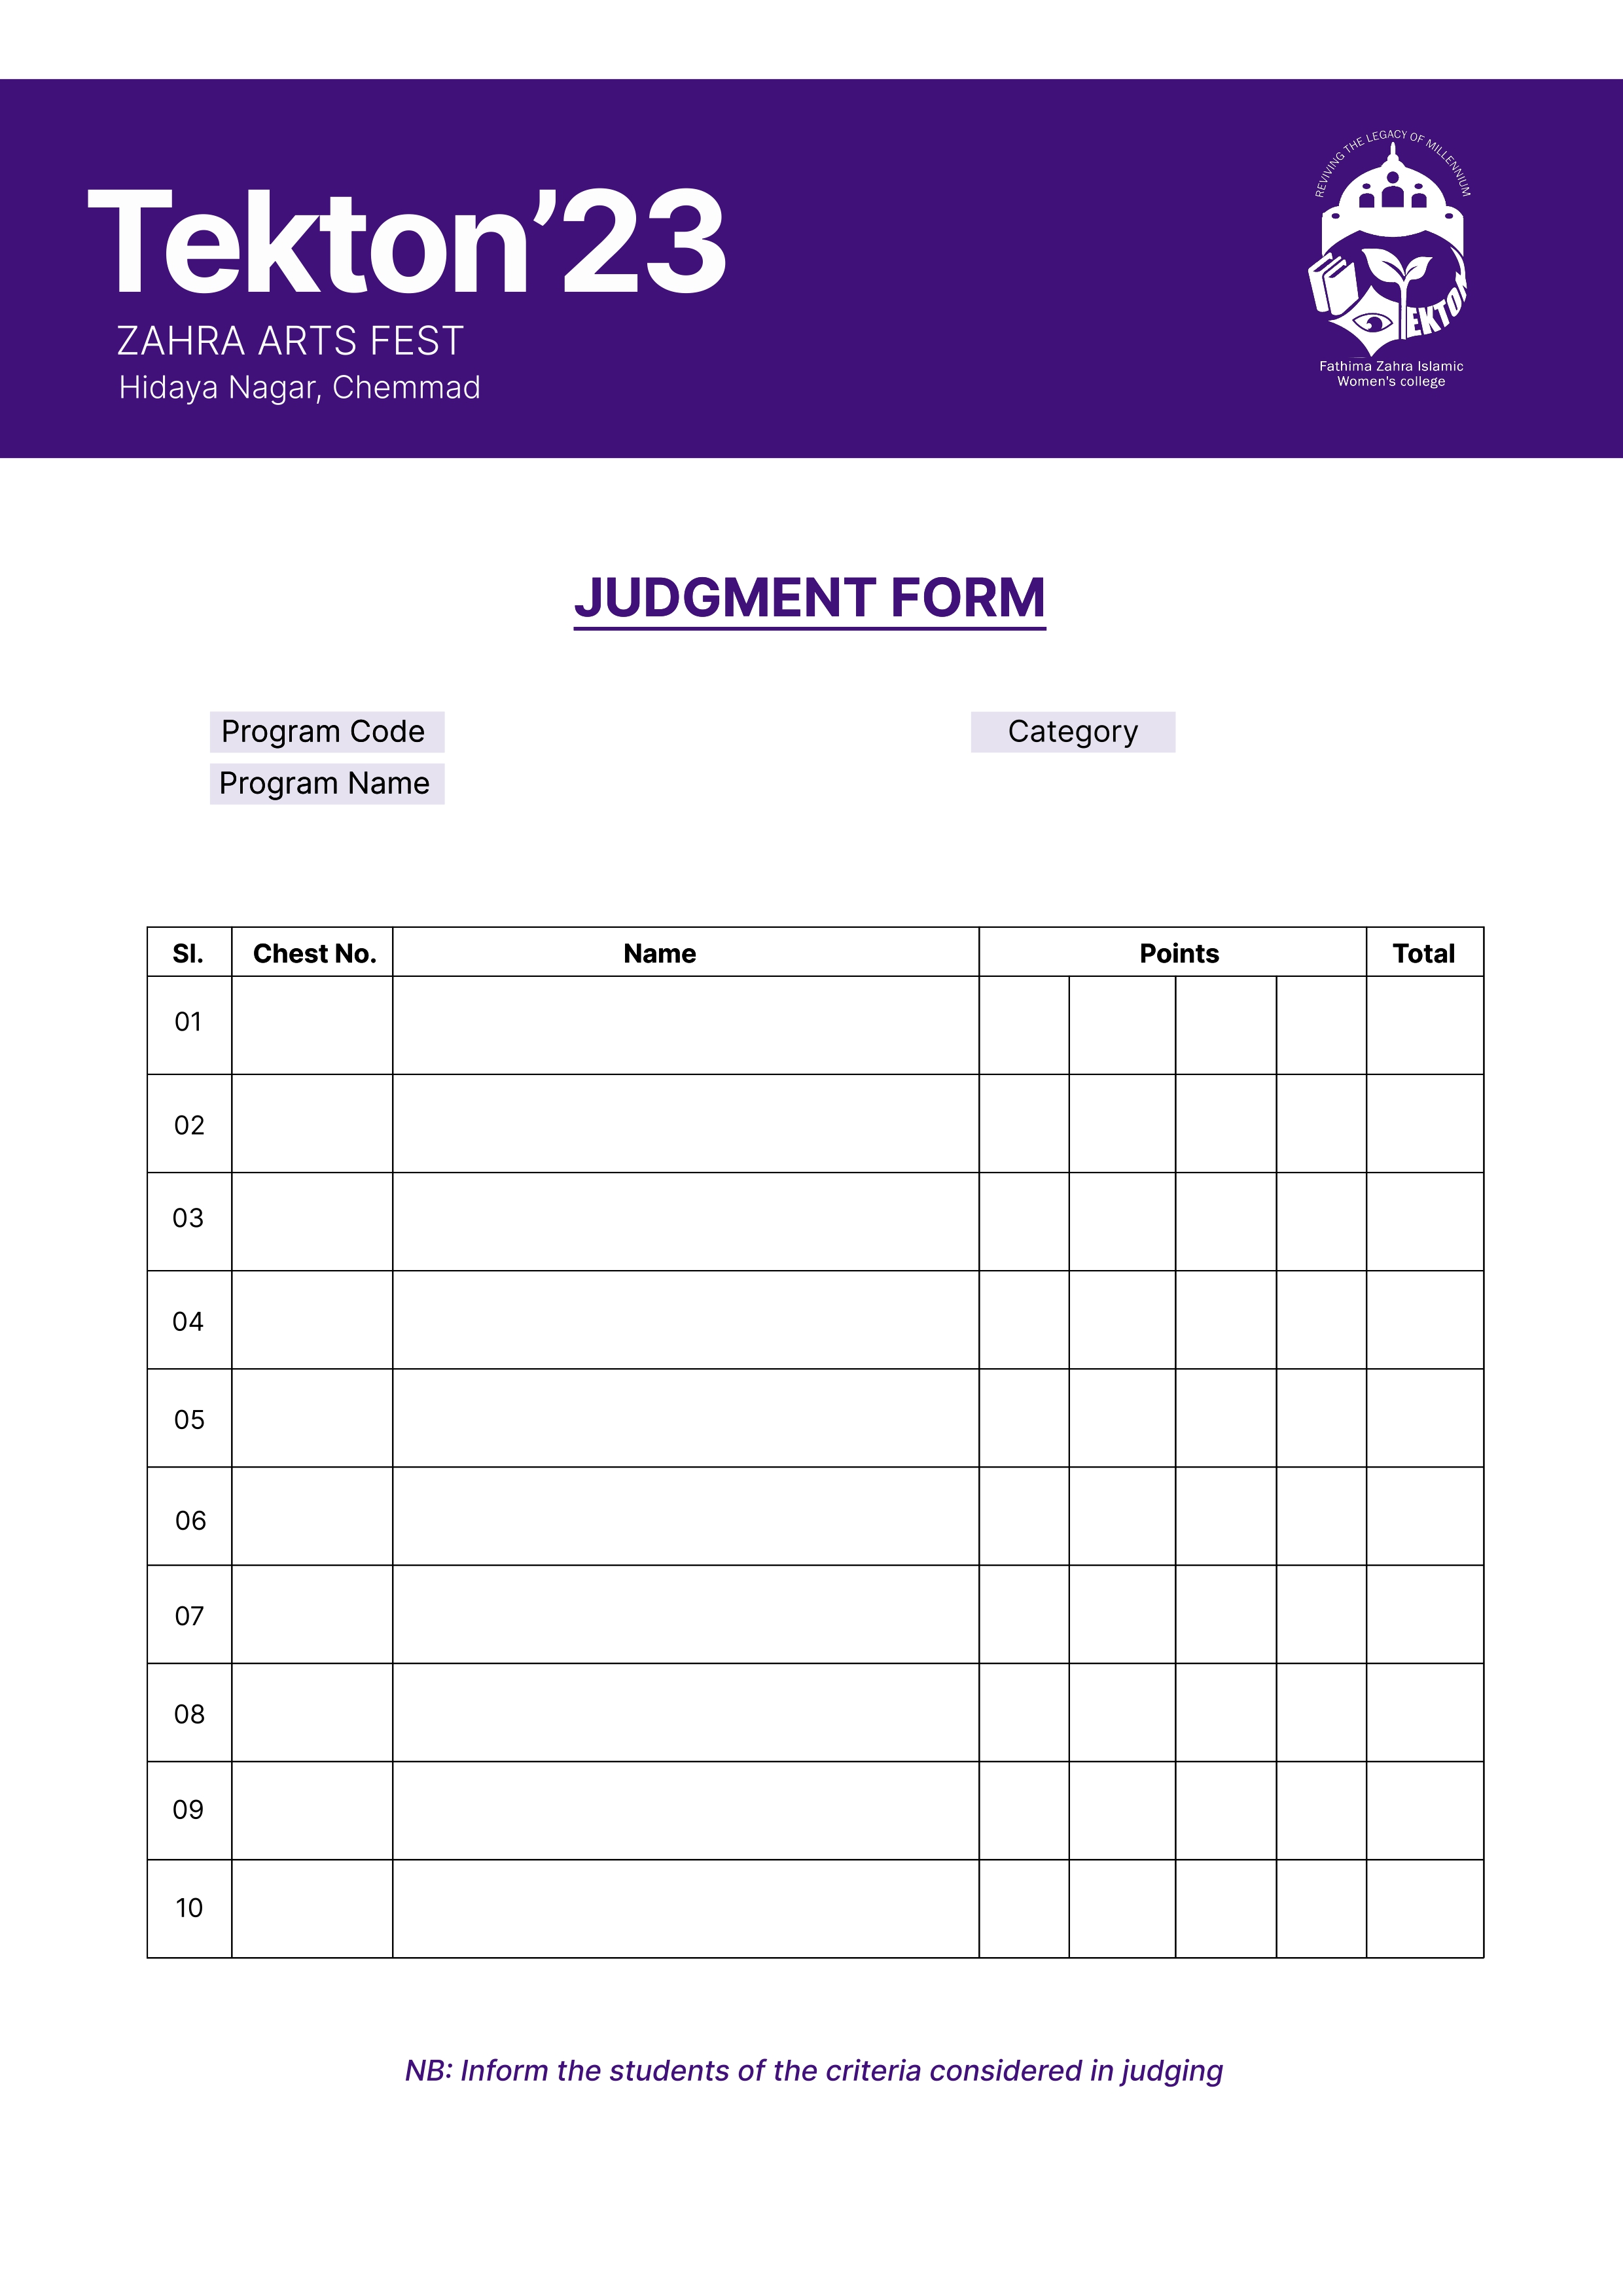 Tekton’23
ZAHRA ARTS FEST
Hidaya Nagar, Chemmad
REVIVING THE LEGACY OF MILLENNIUM
EKTON
Fathima Zahra Islamic
Women's college
JUDGMENT FORM
Program Code
Category
Program Name
Sl. Chest No. Name Points Total
01
02
03
04
05
06
07
08
09
10
NB: Inform the students of the criteria considered in judging